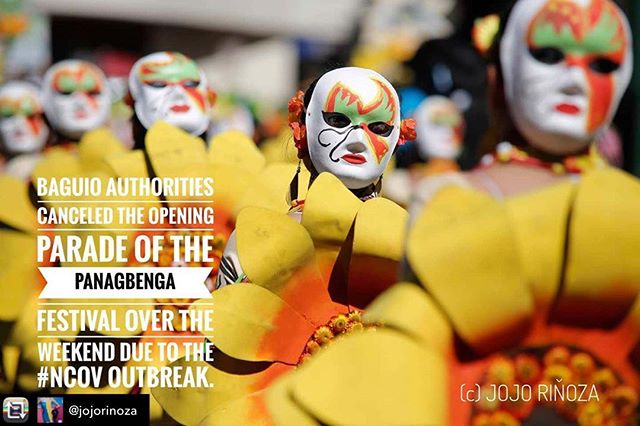 BAGUIO AUTHORITIES
CANCELED THE OPENING
PARADE OF THE
PANAGBENGA
FESTIVAL OVER THE
WEEKEND DUE TO THE
#NCOV OUTBREAK.
(c) JOJO RIÑOZA
@jojorinoza